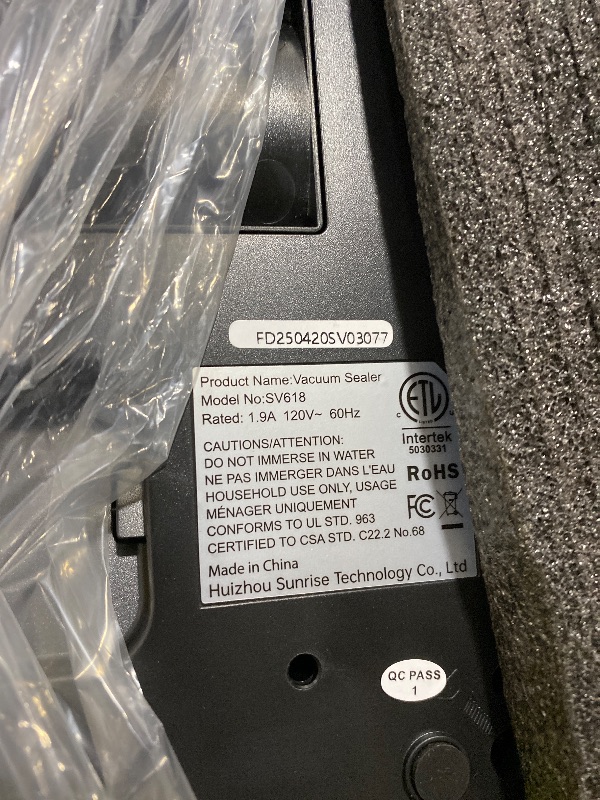 FD250420SV03077
Product Name:Vacuum Sealer
Model No:SV618
Rated: 1.9A 120V~ 60Hz
ETL
C
Intertek
5030331
CAUTIONS/ATTENTION:
DO NOT IMMERSE IN WATER
NE PAS IMMERGER DANS L'EAU
HOUSEHOLD USE ONLY, USAGE
MÉNAGER UNIQUEMENT
CONFORMS TO UL STD. 963
CERTIFIED TO CSA STD. C22.2 No.68
RoHS
FC
Made in China
Huizhou Sunrise Technology Co., Ltd
QC PASS
1